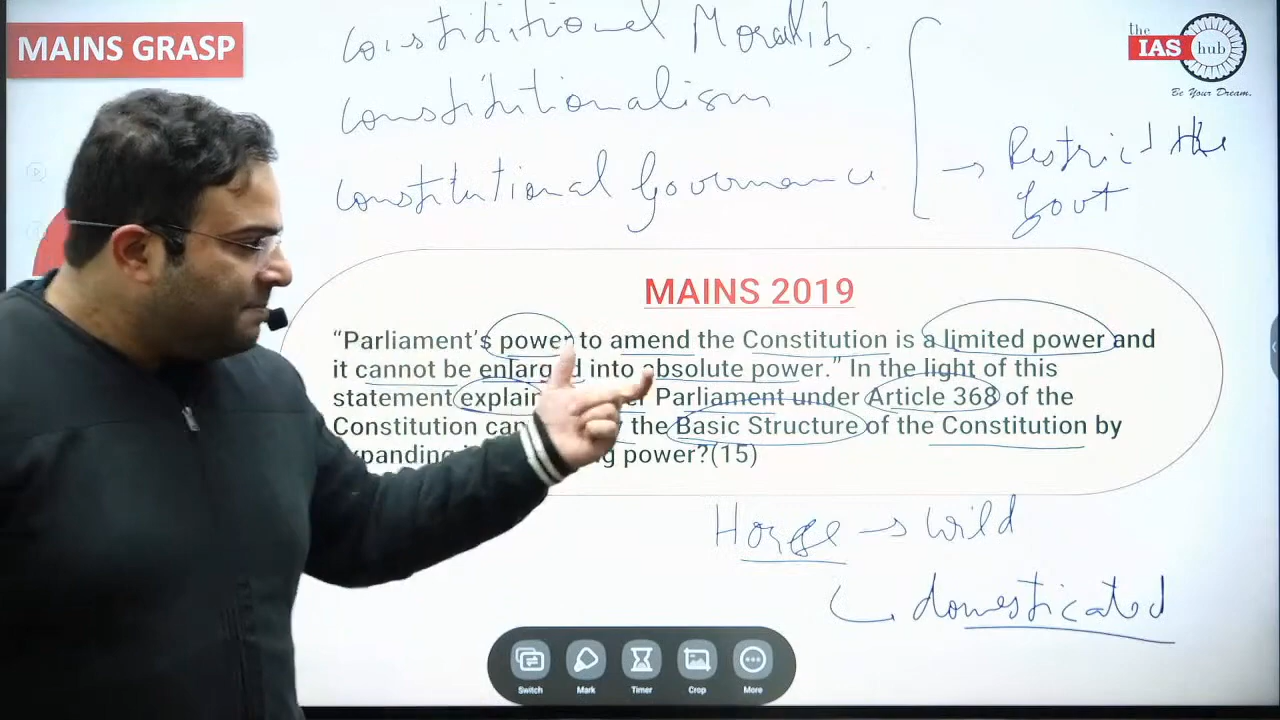 MAINS GRASP
the
IAS hub
Be Your Dream.
Constitutional Morality.
Constitutionalism
Constitutional Governance
→ Restrict the
Govt
MAINS 2019
“Parliament's power to amend the Constitution is a limited power and
it cannot be enlarged into absolute power.” In the light of this
statement explain Parliament under Article 368 of the
Constitution can the Basic Structure of the Constitution by
power?(15)
Horse → Wild
domesticated
Switch Mark Timer Crop More